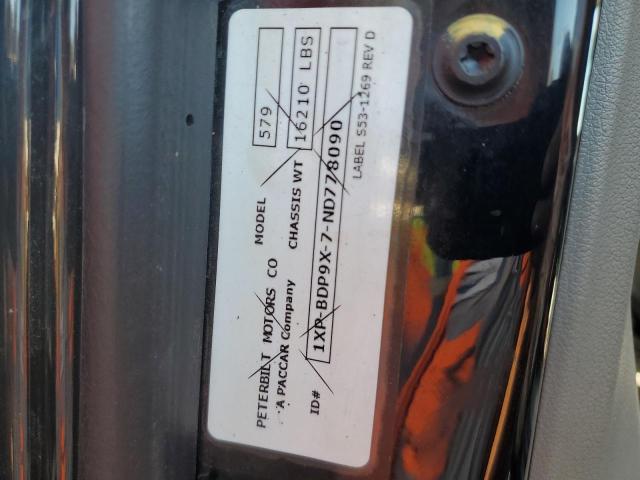 PETERBILT MOTORS CO MODEL 579
A PACCAR Company CHASSIS WT 16210 LBS
ID# 1XP-BDP9X-7-ND778090
LABEL S53-1269 REV D